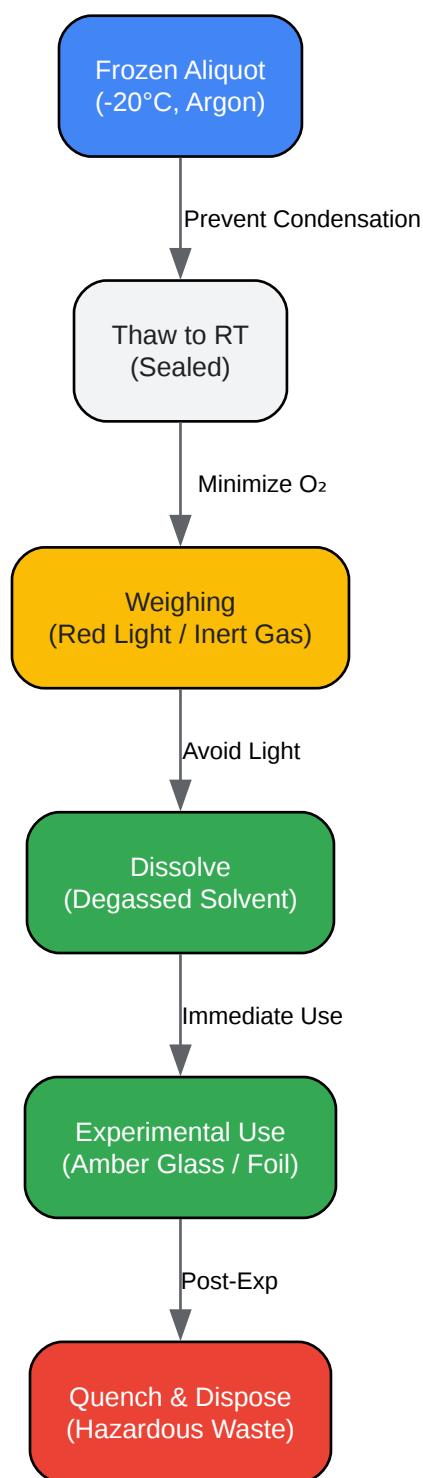 Frozen Aliquot
(-20°C, Argon)
Prevent Condensation
Thaw to RT
(Sealed)
Minimize O₂
Weighing
(Red Light / Inert Gas)
Avoid Light
Dissolve
(Degassed Solvent)
Immediate Use
Experimental Use
(Amber Glass / Foil)
Post-Exp
Quench & Dispose
(Hazardous Waste)